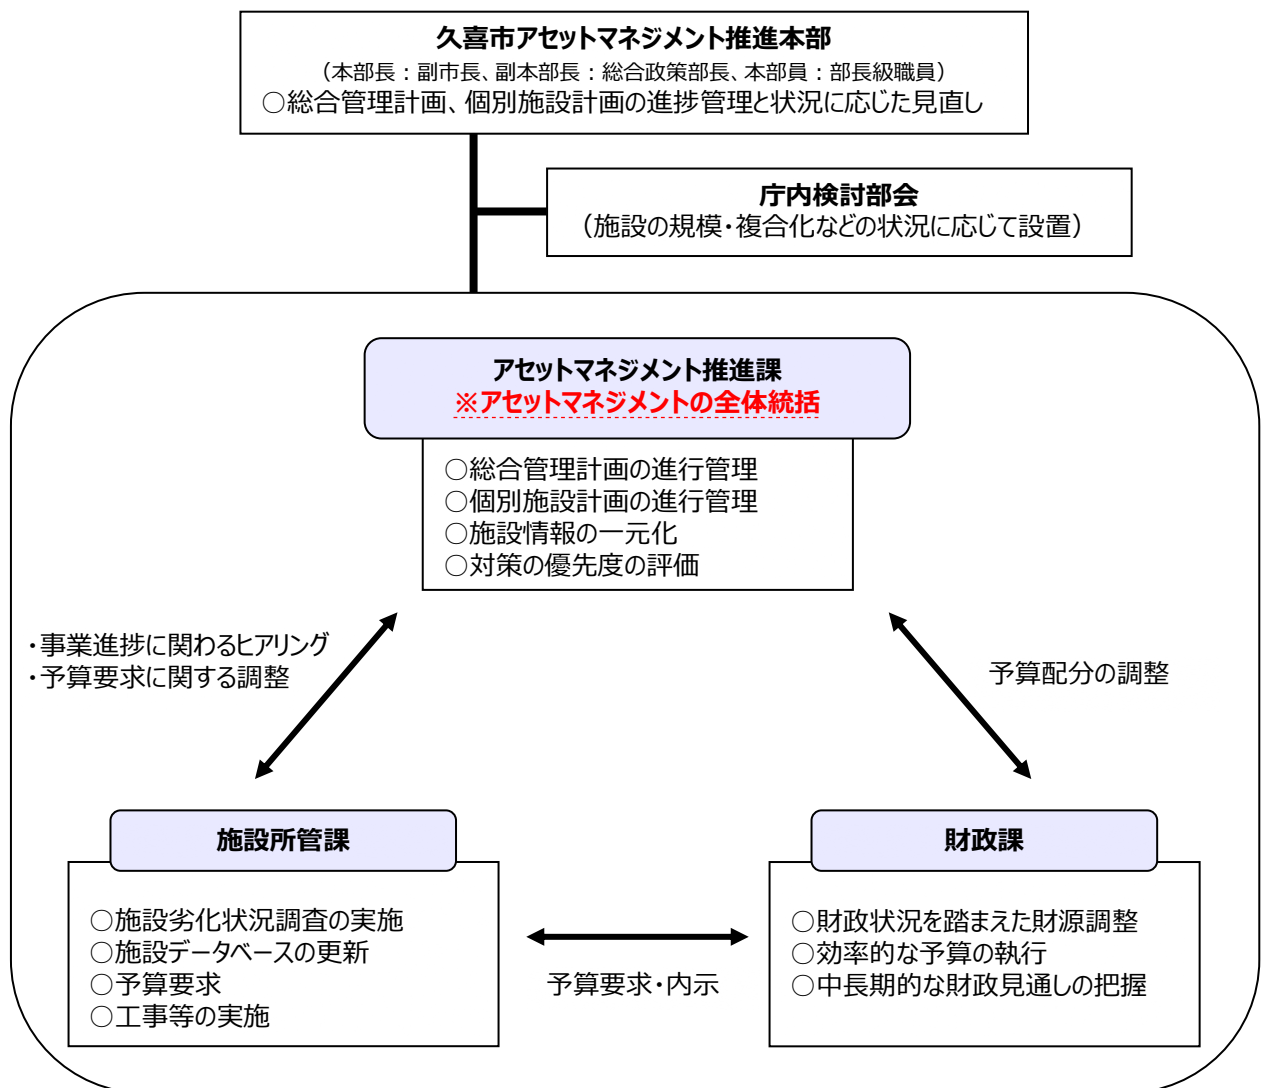 久喜市アセットマネジメント推進本部
（本部長：副市長、副本部長：総合政策部長、本部員：部長級職員）
○総合管理計画、個別施設計画の進捗管理と状況に応じた見直し
庁内検討部会
（施設の規模・複合化などの状況に応じて設置）
アセットマネジメント推進課
※アセットマネジメントの全体統括
○総合管理計画の進行管理
○個別施設計画の進行管理
○施設情報の一元化
○対策の優先度の評価
・事業進捗に関わるヒアリング
・予算要求に関する調整
予算配分の調整
施設所管課
○施設劣化状況調査の実施
○施設データベースの更新
○予算要求
○工事等の実施
予算要求・内示
財政課
○財政状況を踏まえた財源調整
○効率的な予算の執行
○中長期的な財政見通しの把握